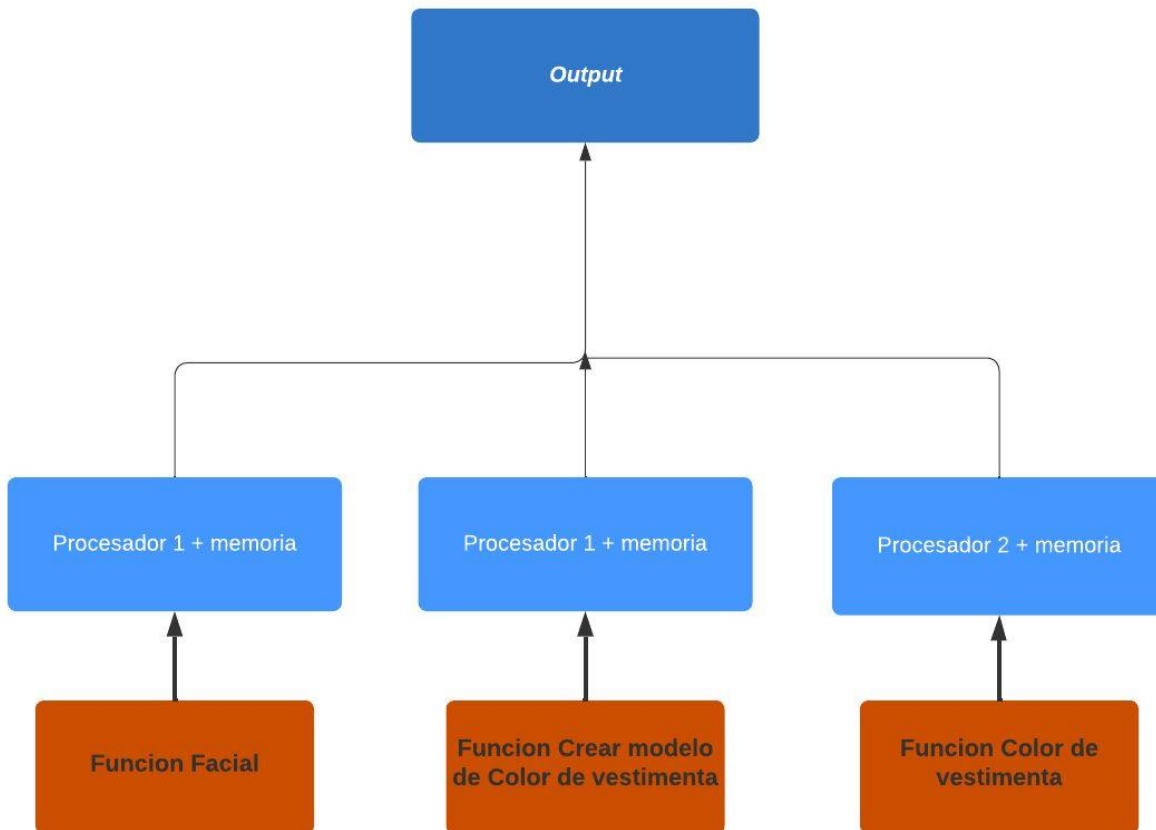 Output
Procesador 1 + memoria
Procesador 1 + memoria
Procesador 2 + memoria
Funcion Facial
Funcion Crear modelo
de Color de vestimenta
Funcion Color de
vestimenta